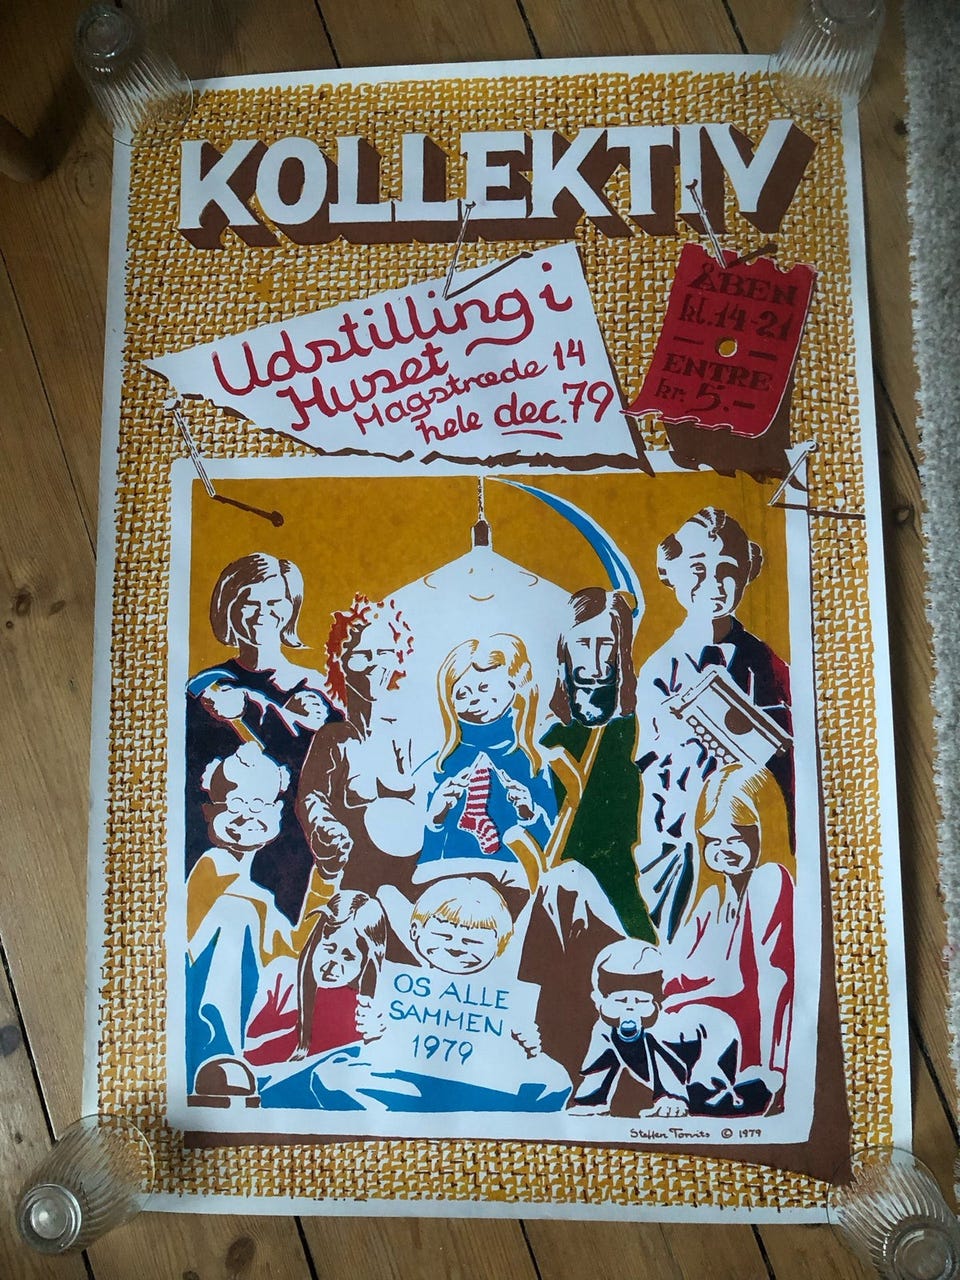 KOLLEKTIV
Udstilling i
Huset
Magstræde 14
hele dec. 79
ÅBEN
kl. 14-21
ENTRE
kr. 5.-
OS ALLE
SAMMEN
1979
Steffen Torvits © 1979